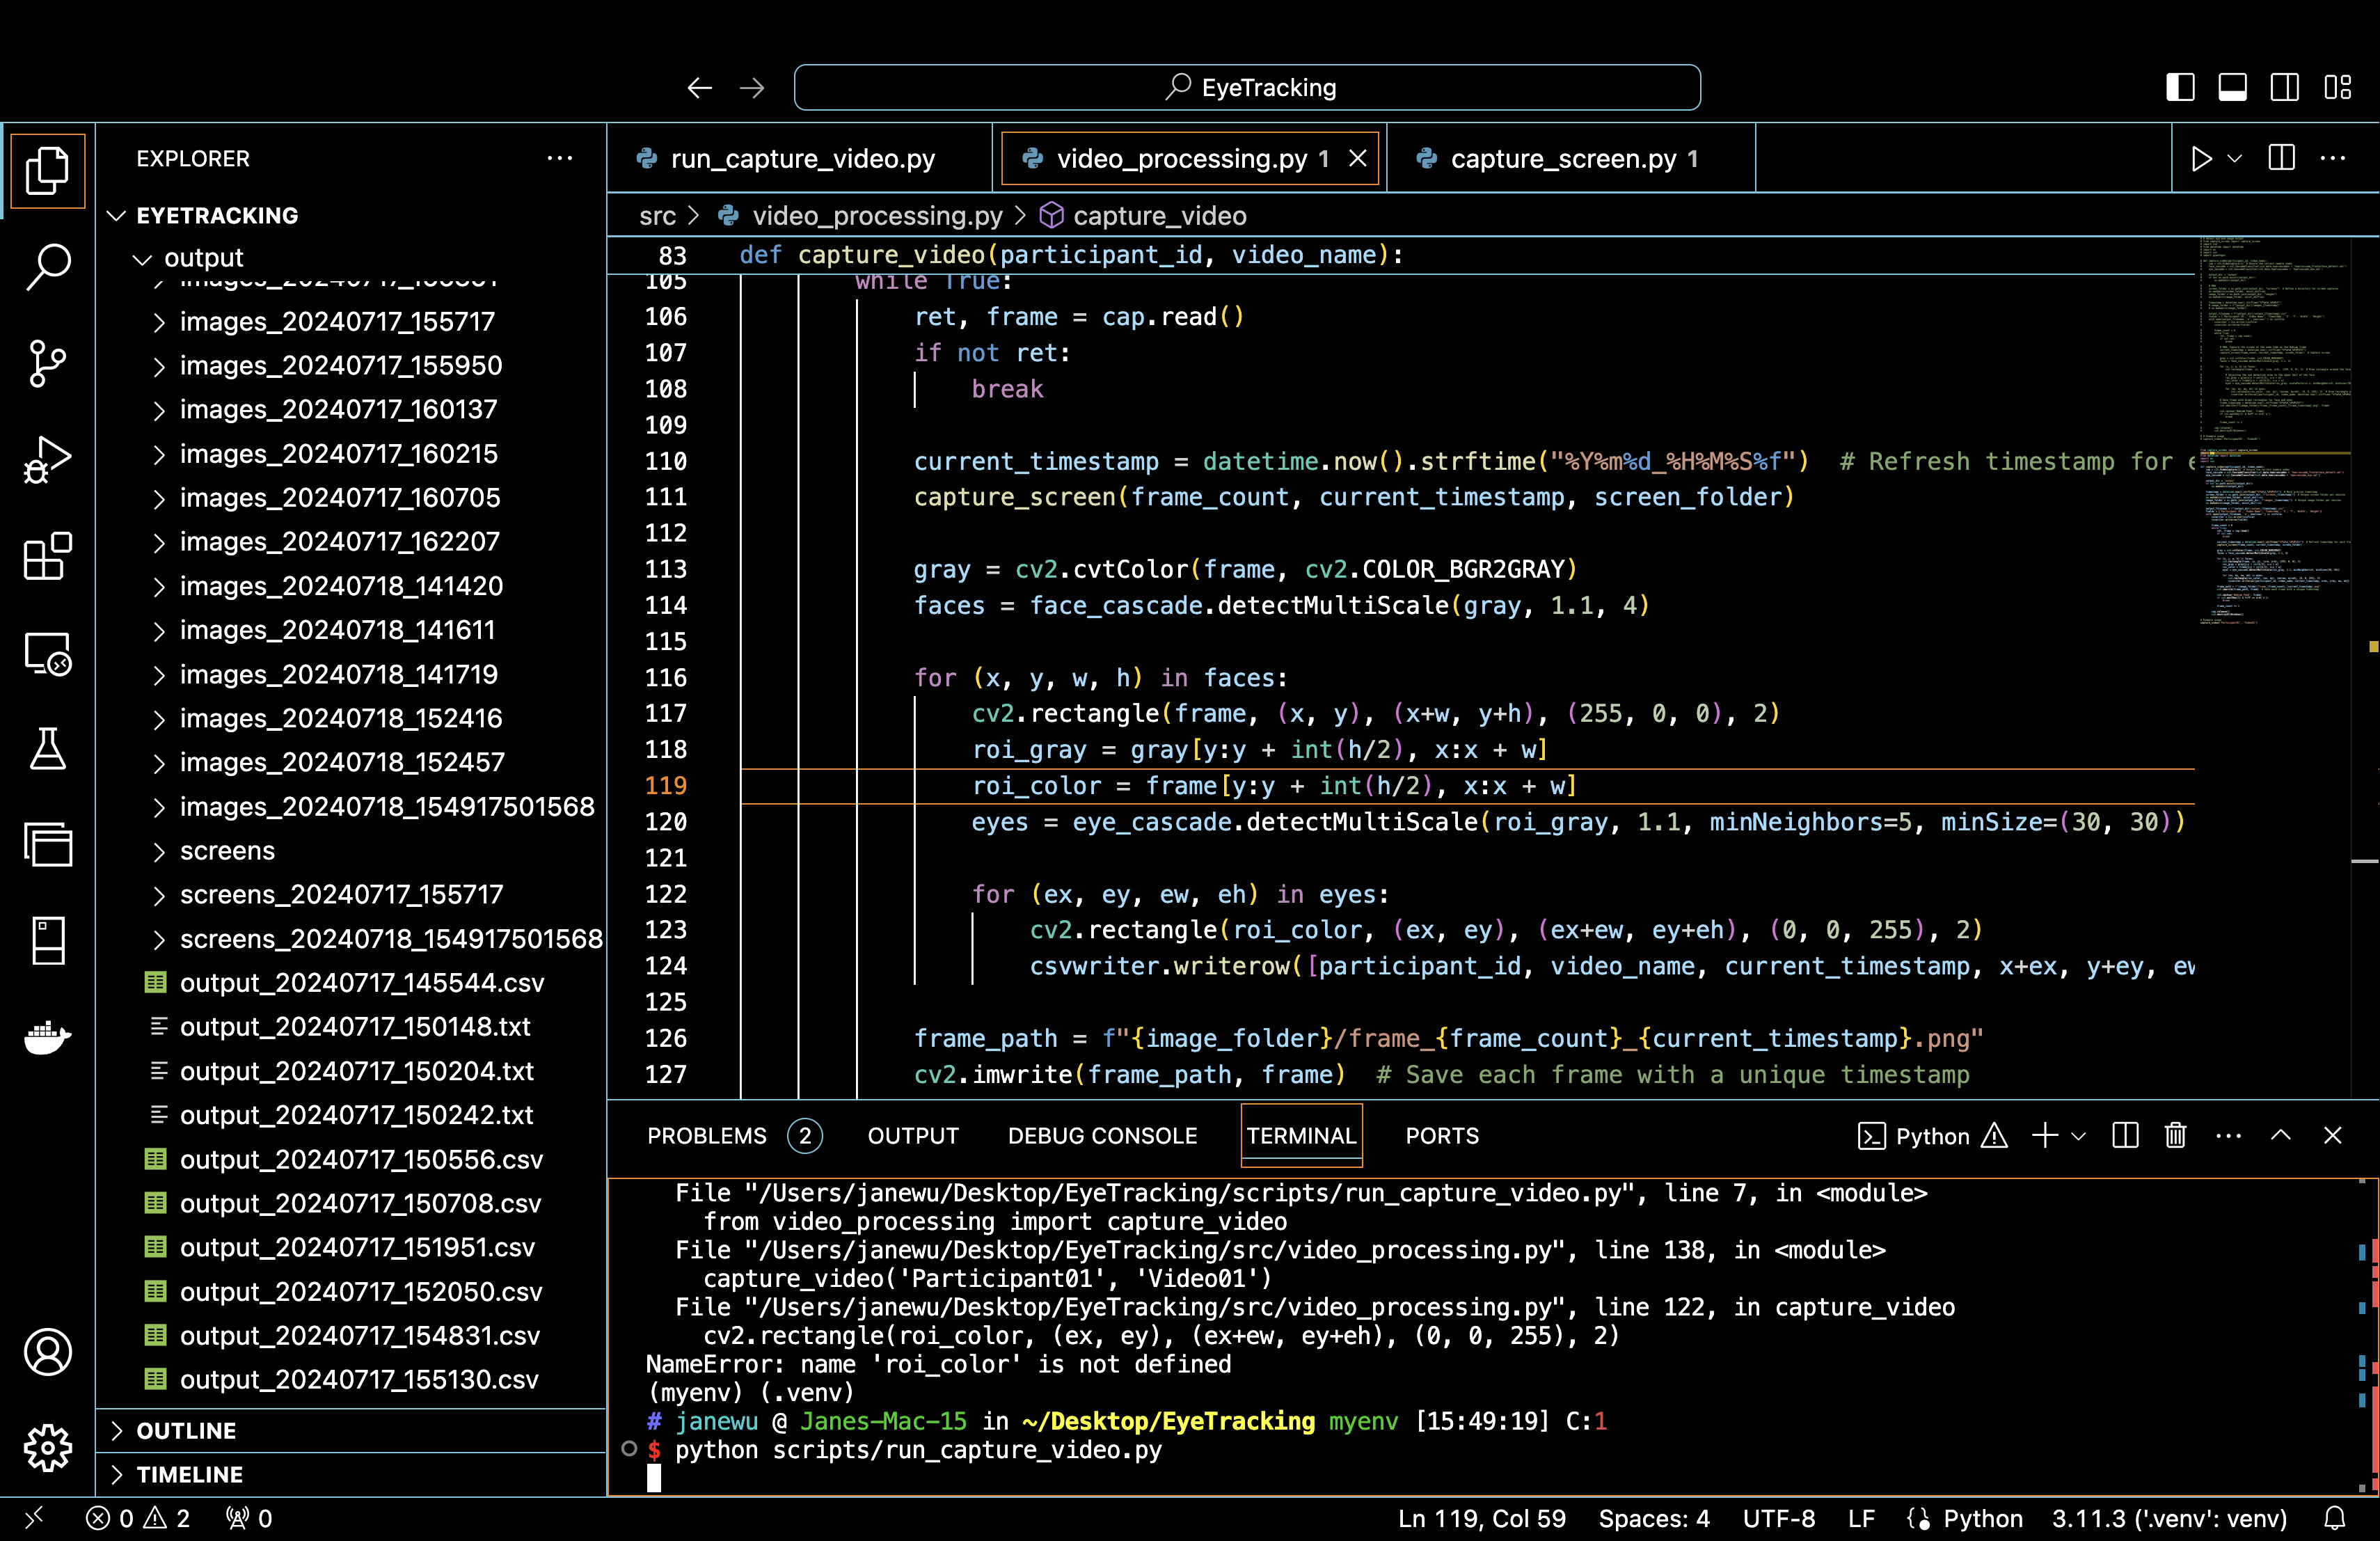 EyeTracking
EXPLORER
EYETRACKING
output
images_20240717_155717
images_20240717_155950
images_20240717_160137
images_20240717_160215
images_20240717_160705
images_20240717_162207
images_20240718_141420
images_20240718_141611
images_20240718_141719
images_20240718_152416
images_20240718_152457
images_20240718_154917501568
screens
screens_20240717_155717
screens_20240718_154917501568
output_20240717_145544.csv
output_20240717_150148.txt
output_20240717_150204.txt
output_20240717_150242.txt
output_20240717_150556.csv
output_20240717_150708.csv
output_20240717_151951.csv
output_20240717_152050.csv
output_20240717_154831.csv
output_20240717_155130.csv
OUTLINE
TIMELINE
run_capture_video.py
video_processing.py 1
capture_screen.py 1
src > video_processing.py > capture_video
83 def capture_video(participant_id, video_name):
105 while True:
106 ret, frame = cap.read()
107 if not ret:
108 break
109
110 current_timestamp = datetime.now().strftime("%Y%m%d_%H%M%S%f")  # Refresh timestamp for e
111 capture_screen(frame_count, current_timestamp, screen_folder)
112
113 gray = cv2.cvtColor(frame, cv2.COLOR_BGR2GRAY)
114 faces = face_cascade.detectMultiScale(gray, 1.1, 4)
115
116 for (x, y, w, h) in faces:
117 cv2.rectangle(frame, (x, y), (x+w, y+h), (255, 0, 0), 2)
118 roi_gray = gray[y:y + int(h/2), x:x + w]
119 roi_color = frame[y:y + int(h/2), x:x + w]
120 eyes = eye_cascade.detectMultiScale(roi_gray, 1.1, minNeighbors=5, minSize=(30, 30))
121
122 for (ex, ey, ew, eh) in eyes:
123 cv2.rectangle(roi_color, (ex, ey), (ex+ew, ey+eh), (0, 0, 255), 2)
124 csvwriter.writerow([participant_id, video_name, current_timestamp, x+ex, y+ey, ew
125
126 frame_path = f"{image_folder}/frame_{frame_count}_{current_timestamp}.png"
127 cv2.imwrite(frame_path, frame)  # Save each frame with a unique timestamp
PROBLEMS 2 OUTPUT DEBUG CONSOLE TERMINAL PORTS Python
File "/Users/janewu/Desktop/EyeTracking/scripts/run_capture_video.py", line 7, in <module>
from video_processing import capture_video
File "/Users/janewu/Desktop/EyeTracking/src/video_processing.py", line 138, in <module>
capture_video('Participant01', 'Video01')
File "/Users/janewu/Desktop/EyeTracking/src/video_processing.py", line 122, in capture_video
cv2.rectangle(roi_color, (ex, ey), (ex+ew, ey+eh), (0, 0, 255), 2)
NameError: name 'roi_color' is not defined
(myenv) (.venv)
# janewu @ Janes-Mac-15 in ~/Desktop/EyeTracking myenv [15:49:19] C:1
$ python scripts/run_capture_video.py
0 2 0 Ln 119, Col 59 Spaces: 4 UTF-8 LF Python 3.11.3 ('.venv': venv)